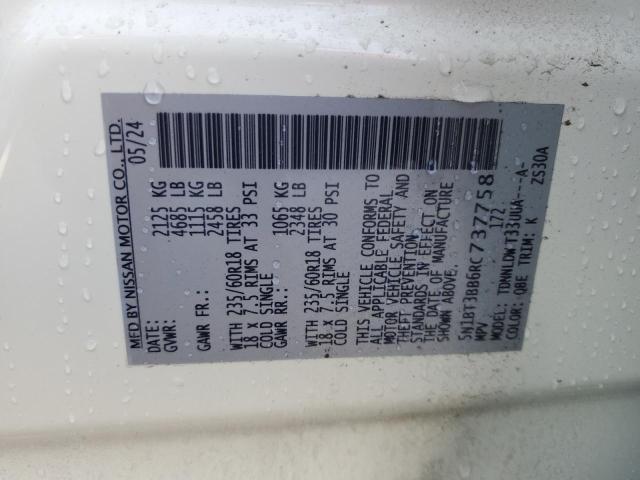 MFD BY NISSAN MOTOR CO., LTD.
DATE: 05/24
GVWR: 2125 KG
4685 LB
GAWR FR: 1115 KG
2458 LB
WITH 235/60R18 TIRES
18 X 7.5 RIMS AT 33 PSI
COLD SINGLE
GAWR RR: 1065 KG
2348 LB
WITH 235/60R18 TIRES
18 X 7.5 RIMS AT 30 PSI
COLD SINGLE
THIS VEHICLE CONFORMS TO
ALL APPLICABLE FEDERAL
MOTOR VEHICLE SAFETY AND
THEFT PREVENTION
STANDARDS IN EFFECT ON
THE DATE OF MANUFACTURE
SHOWN ABOVE.
5N1BT3BB6RC737758
MPV 172
MODEL: TDWNLDWT33UUA---A-
COLOR: QBE TRIM: K ZS30A